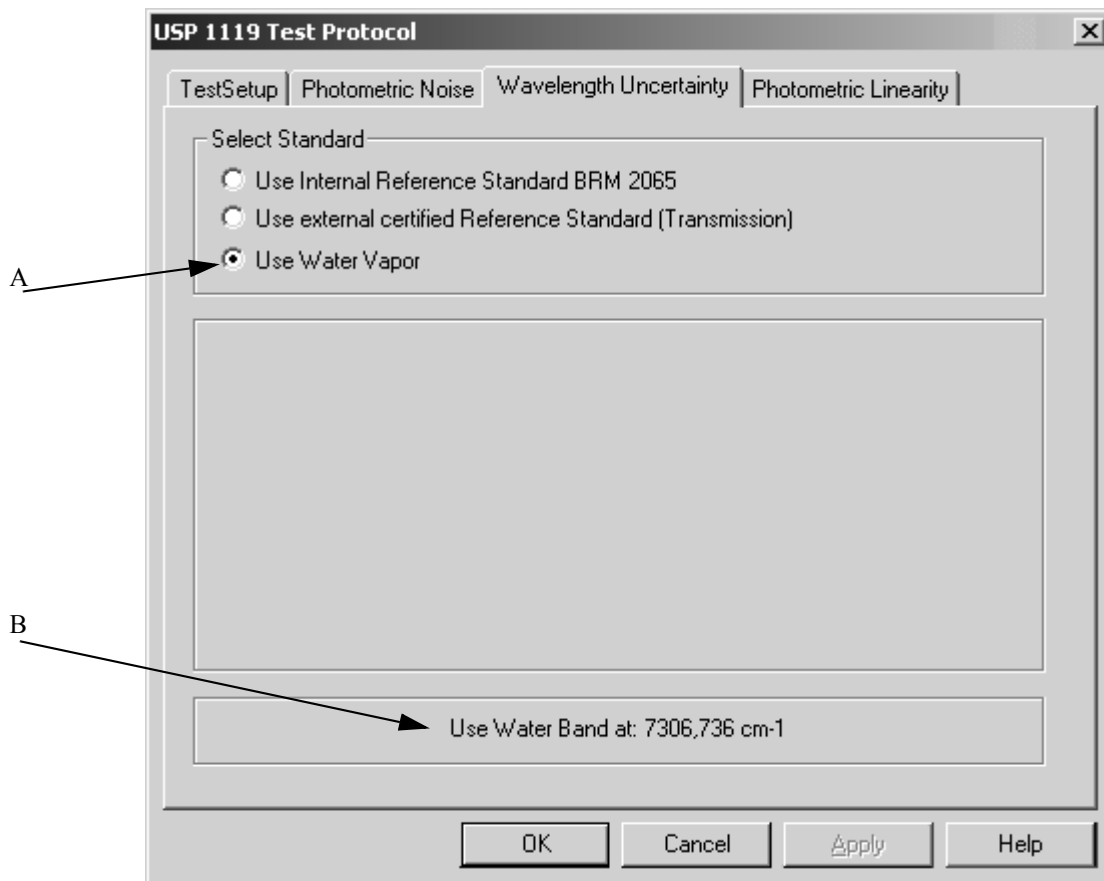 USP 1119 Test Protocol
TestSetup
Photometric Noise
Wavelength Uncertainty
Photometric Linearity
Select Standard
Use Internal Reference Standard BRM 2065
Use external certified Reference Standard (Transmission)
A
Use Water Vapor
B
Use Water Band at: 7306,736 cm-1
OK
Cancel
Apply
Help